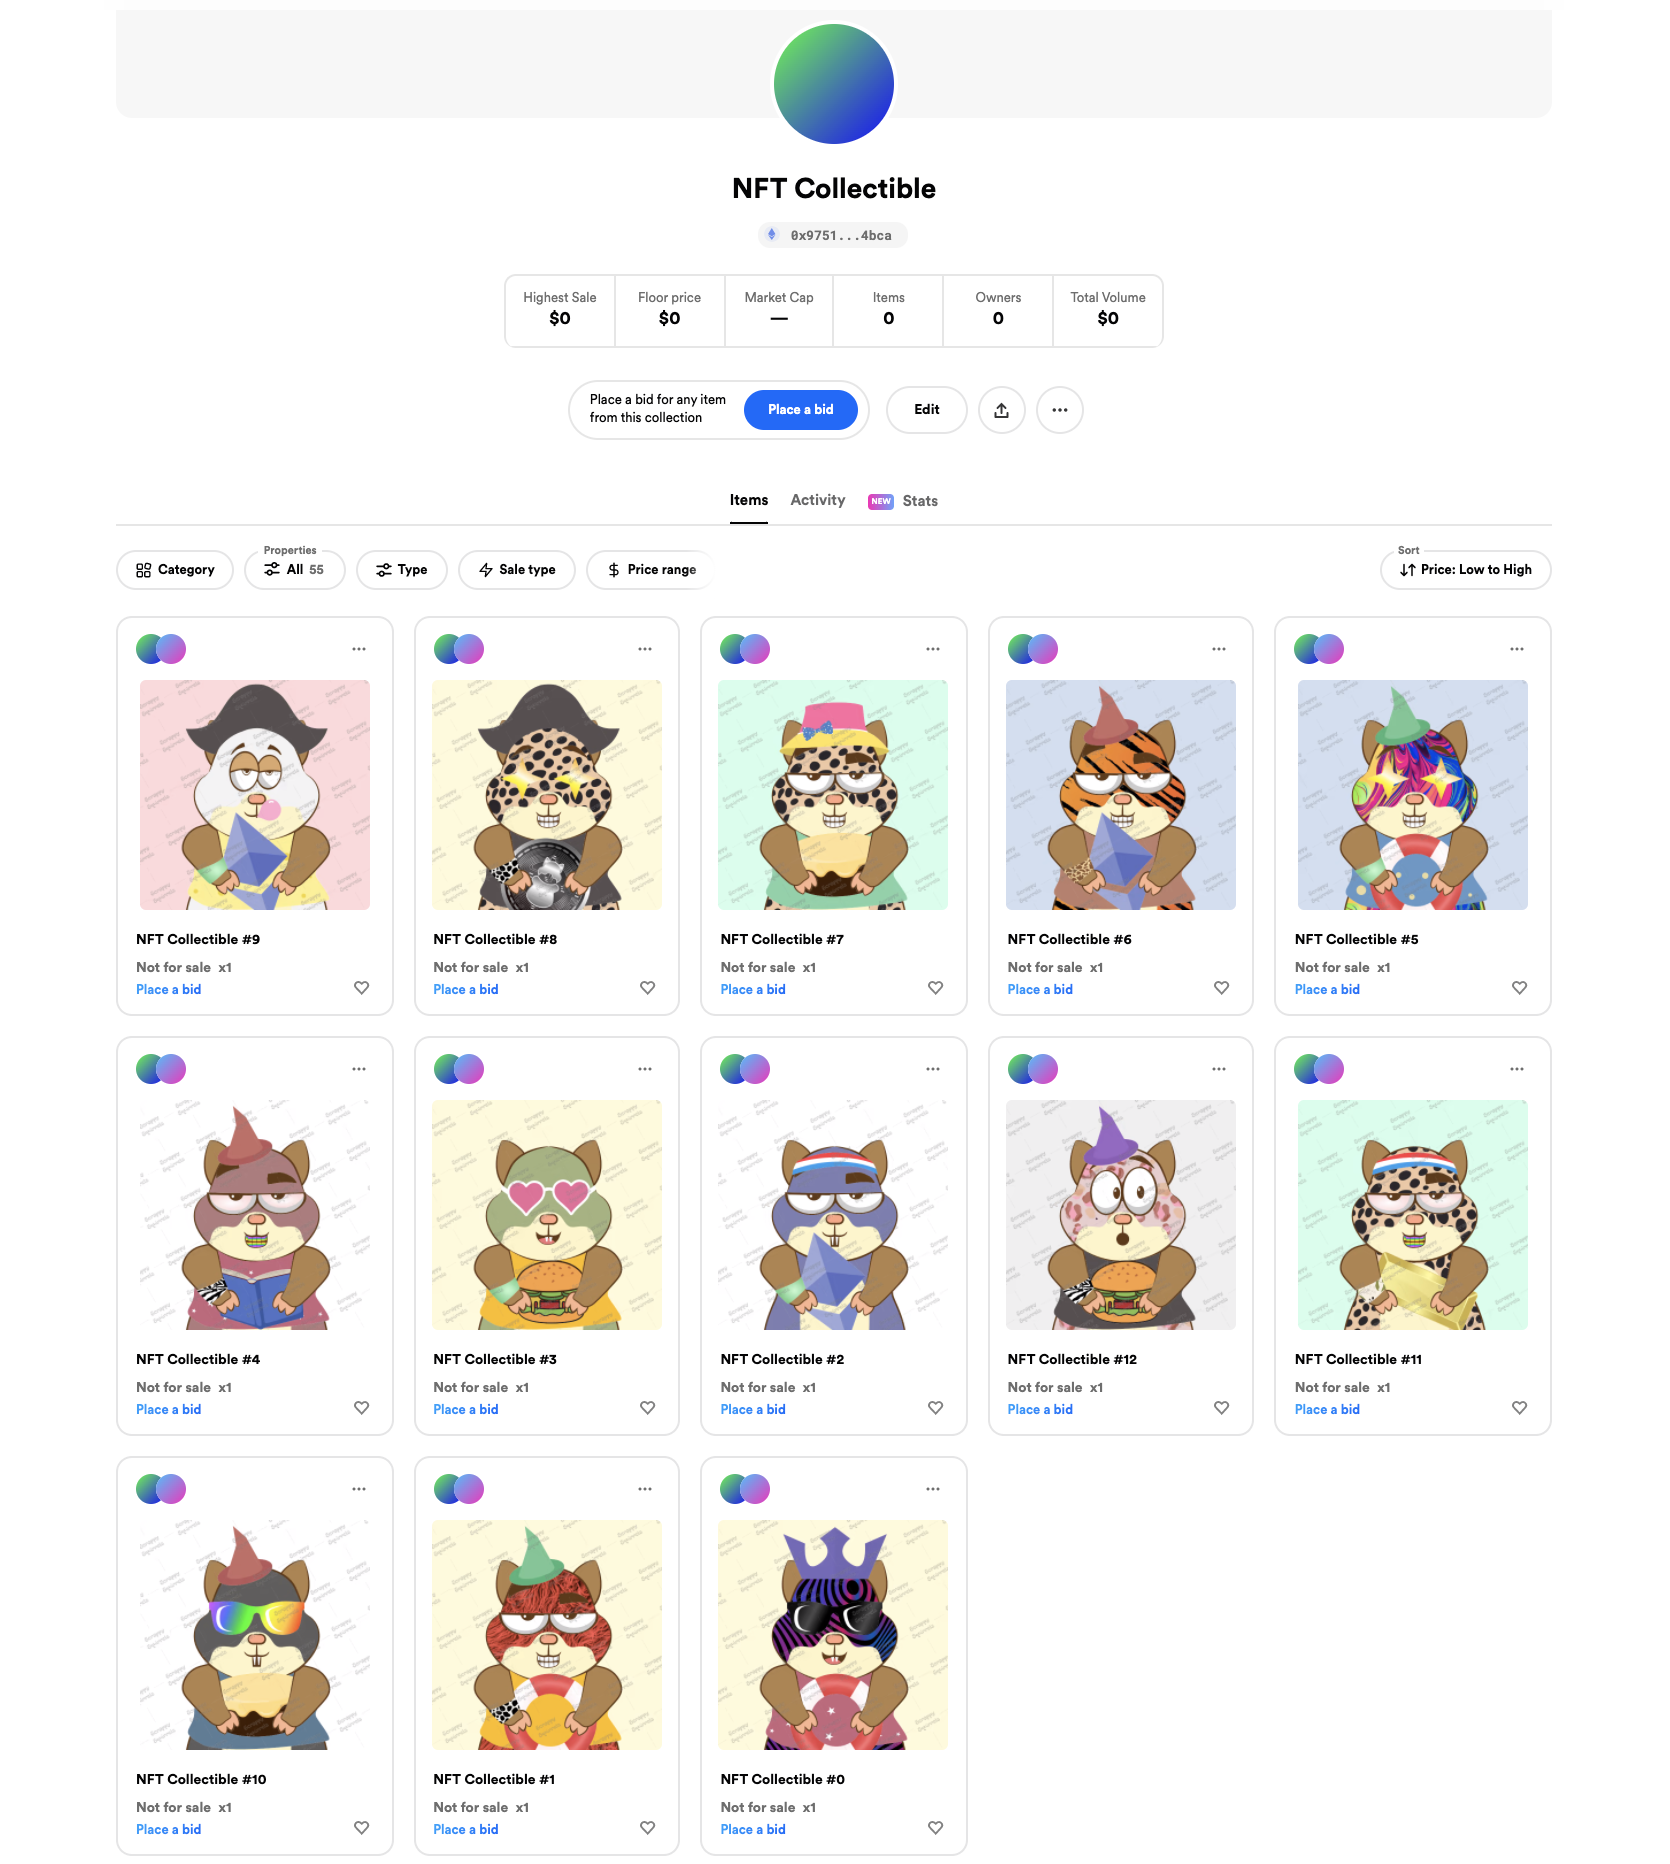 NFT Collectible
0x9751...4bca
Highest Sale
$0
Floor price
$0
Market Cap
—
Items
0
Owners
0
Total Volume
$0
Place a bid for any item
from this collection
Place a bid
Edit
Items
Activity
NEW
Stats
Category
Properties
All 55
Type
Sale type
Price range
Sort
Price: Low to High
NFT Collectible #9
Not for sale x1
Place a bid
NFT Collectible #8
Not for sale x1
Place a bid
NFT Collectible #7
Not for sale x1
Place a bid
NFT Collectible #6
Not for sale x1
Place a bid
NFT Collectible #5
Not for sale x1
Place a bid
NFT Collectible #4
Not for sale x1
Place a bid
NFT Collectible #3
Not for sale x1
Place a bid
NFT Collectible #2
Not for sale x1
Place a bid
NFT Collectible #12
Not for sale x1
Place a bid
NFT Collectible #11
Not for sale x1
Place a bid
NFT Collectible #10
Not for sale x1
Place a bid
NFT Collectible #1
Not for sale x1
Place a bid
NFT Collectible #0
Not for sale x1
Place a bid